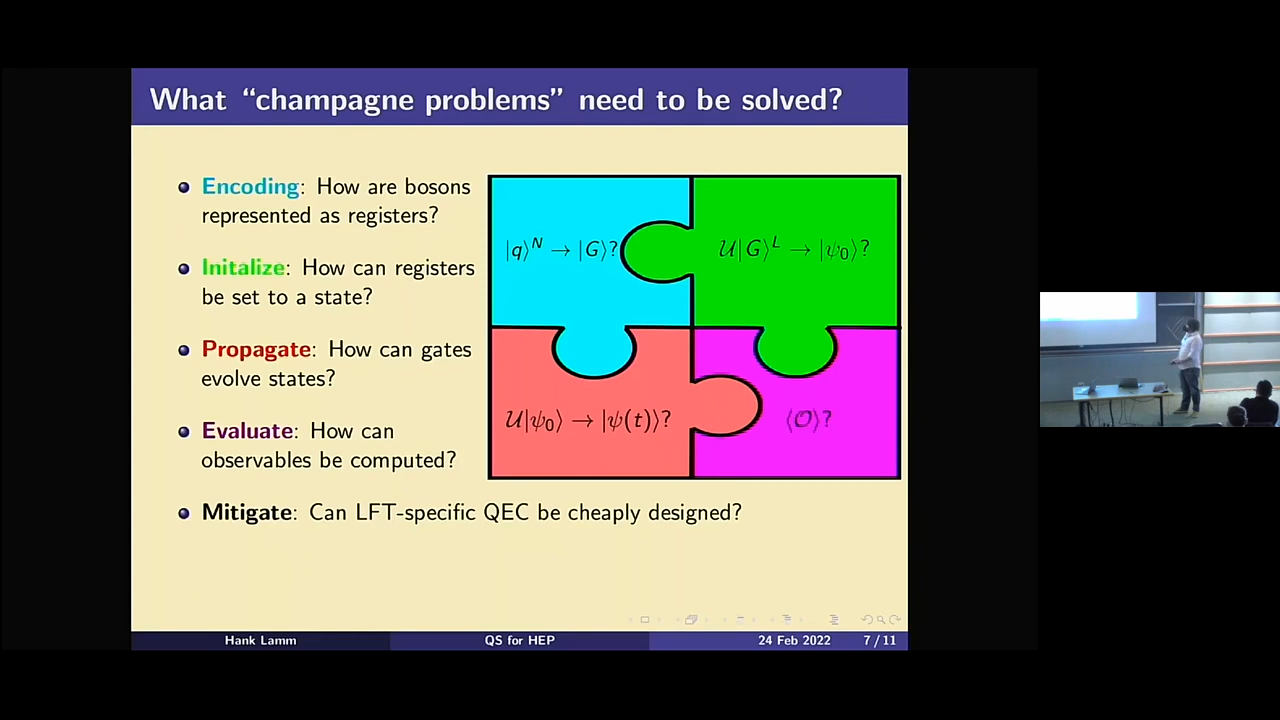 What “champagne problems” need to be solved?
Encoding: How are bosons
represented as registers?
Initalize: How can registers
be set to a state?
Propagate: How can gates
evolve states?
Evaluate: How can
observables be computed?
Mitigate: Can LFT-specific QEC be cheaply designed?
|q⟩ᴺ → |G⟩?
𝒰|G⟩ᴸ → |ψ₀⟩?
𝒰|ψ₀⟩ → |ψ(t)⟩?
⟨𝒪⟩?
Hank Lamm
QS for HEP
24 Feb 2022
7 / 11